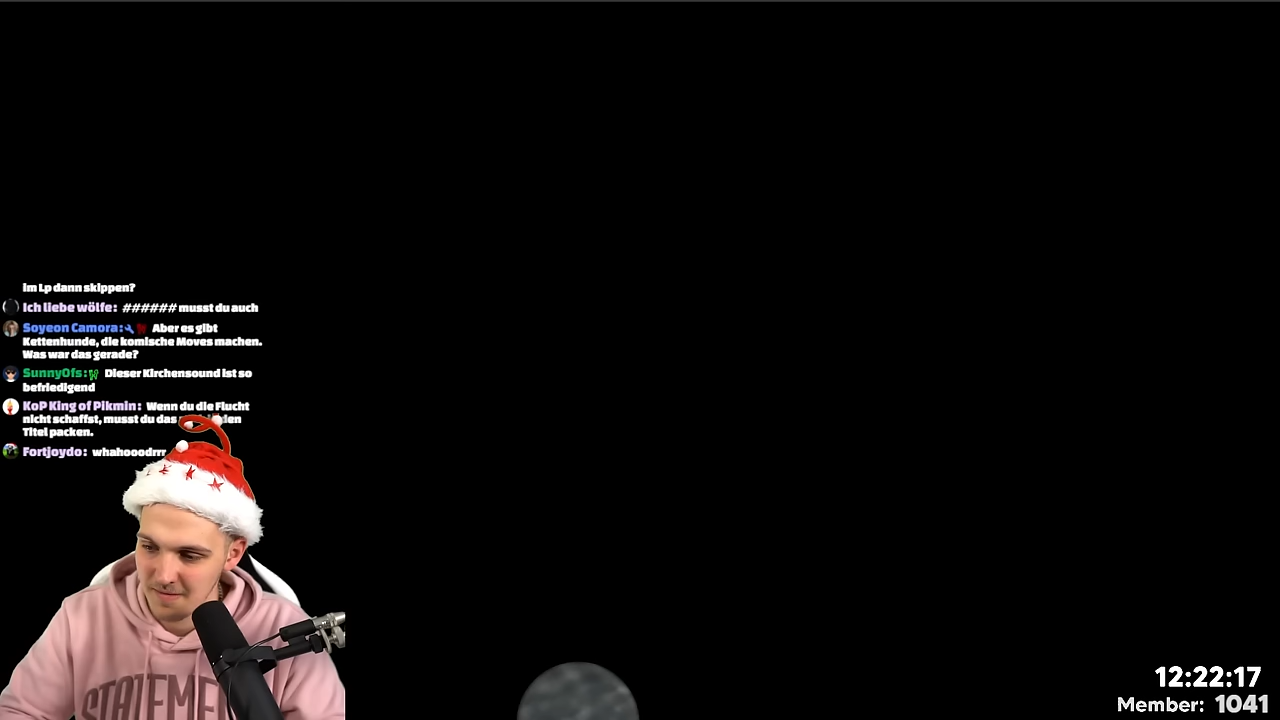 im Lp dann skippen?
Ich liebe wölfe: ###### musst du auch
Soyeon Camora: Aber es gibt
Kettenhunde, die komische Moves machen.
Was war das gerade?
SunnyOfs: Dieser Kirchensound ist so
befriedigend
KoP King of Pikmin: Wenn du die Flucht
nicht schaffst, musst du das
Titel packen.
Fortjoydo: whahooodrrr
STATEME
12:22:17
Member: 1041